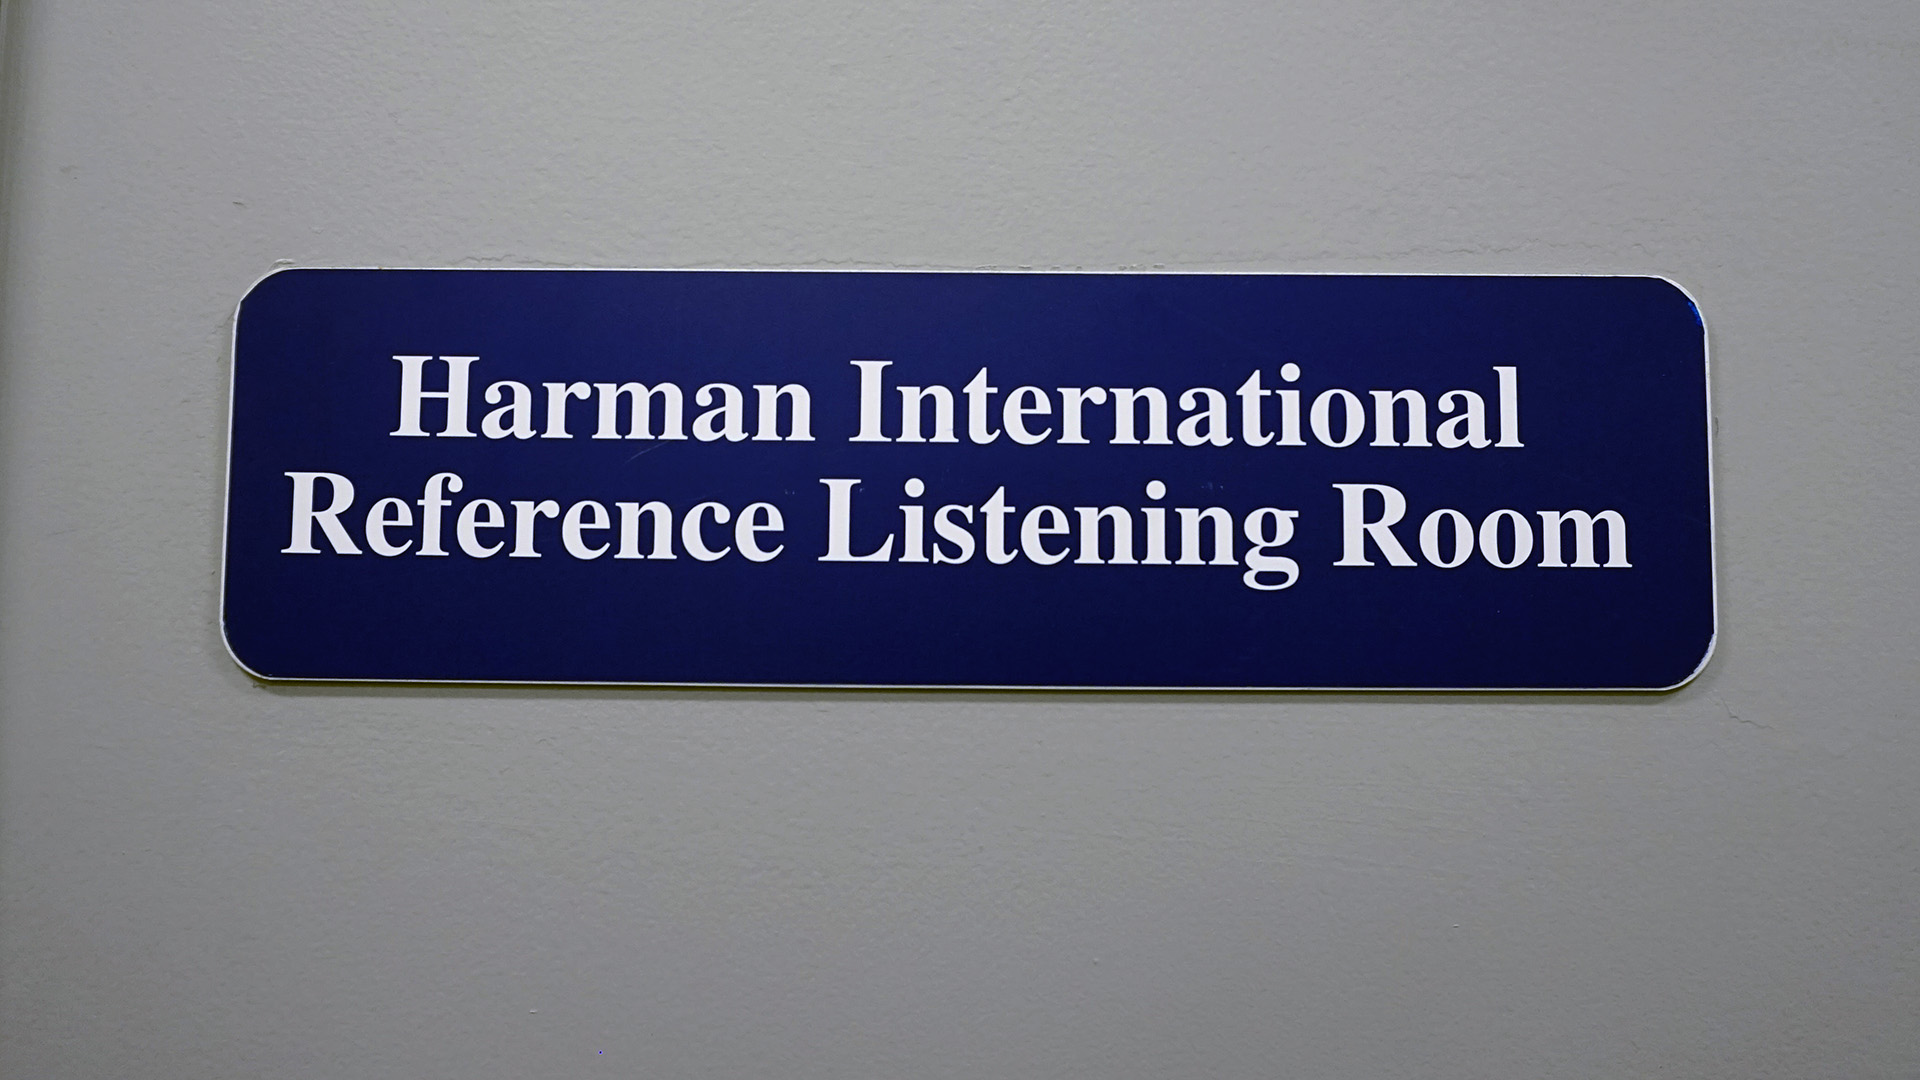 Harman International
Reference Listening Room